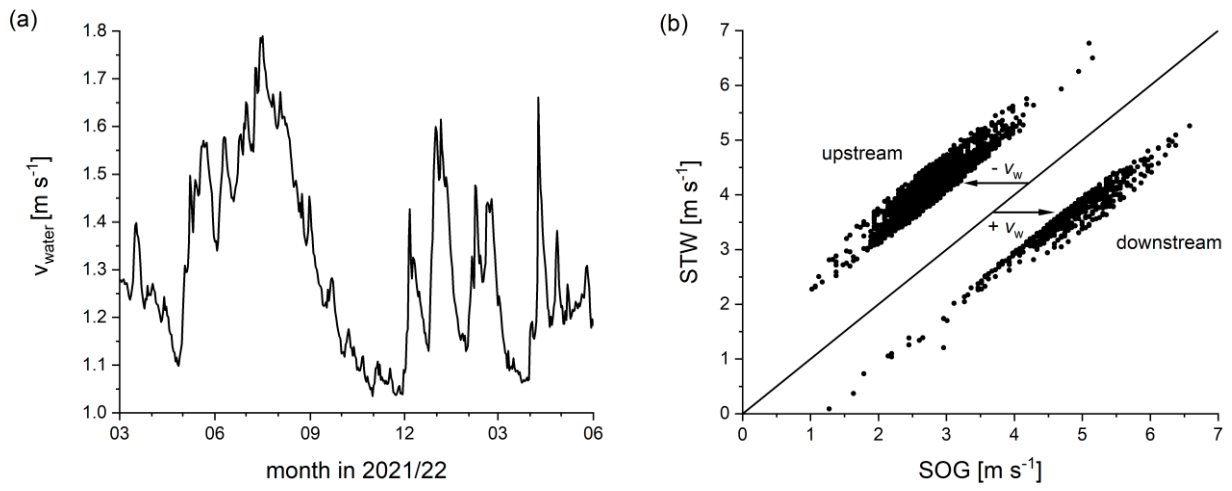 (a)
1.8
1.7
1.6
1.5
1.4
1.3
1.2
1.1
1.0
v_water [m s⁻¹]
03 06 09 12 03 06
month in 2021/22
(b)
7
6
5
4
3
2
1
0
STW [m s⁻¹]
upstream
- v_w
+ v_w
downstream
0 1 2 3 4 5 6 7
SOG [m s⁻¹]